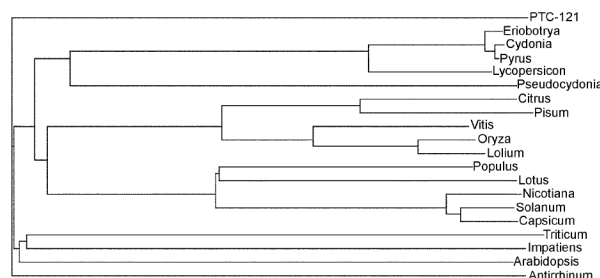 PTC-121
Eriobotrya
Cydonia
Pyrus
Lycopersicon
Pseudocydonia
Citrus
Pisum
Vitis
Oryza
Lolium
Populus
Lotus
Nicotiana
Solanum
Capsicum
Triticum
Impatiens
Arabidopsis
Antirrhinum